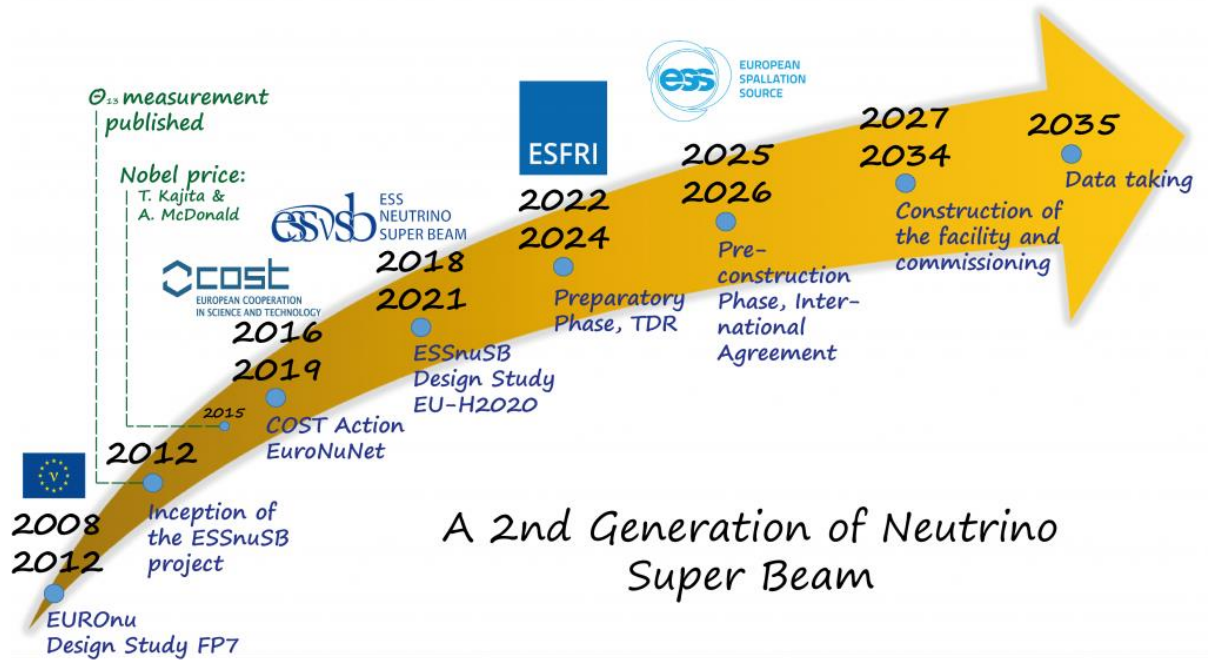 Θ₁₃ measurement
published
Nobel price:
T. Kajita &
A. McDonald
cost
EUROPEAN COOPERATION
IN SCIENCE AND TECHNOLOGY
essνsb
ESS
NEUTRINO
SUPER BEAM
ESFRI
ess
EUROPEAN
SPALLATION
SOURCE
ν
2008
2012
EUROnu
Design Study FP7
2012
Inception of
the ESSnuSB
project
2015
2016
2019
COST Action
EuroNuNet
2018
2021
ESSnuSB
Design Study
EU-H2020
2022
2024
Preparatory
Phase, TDR
2025
2026
Pre-
construction
Phase, Inter-
national
Agreement
2027
2034
Construction of
the facility and
commissioning
2035
Data taking
A 2nd Generation of Neutrino
Super Beam